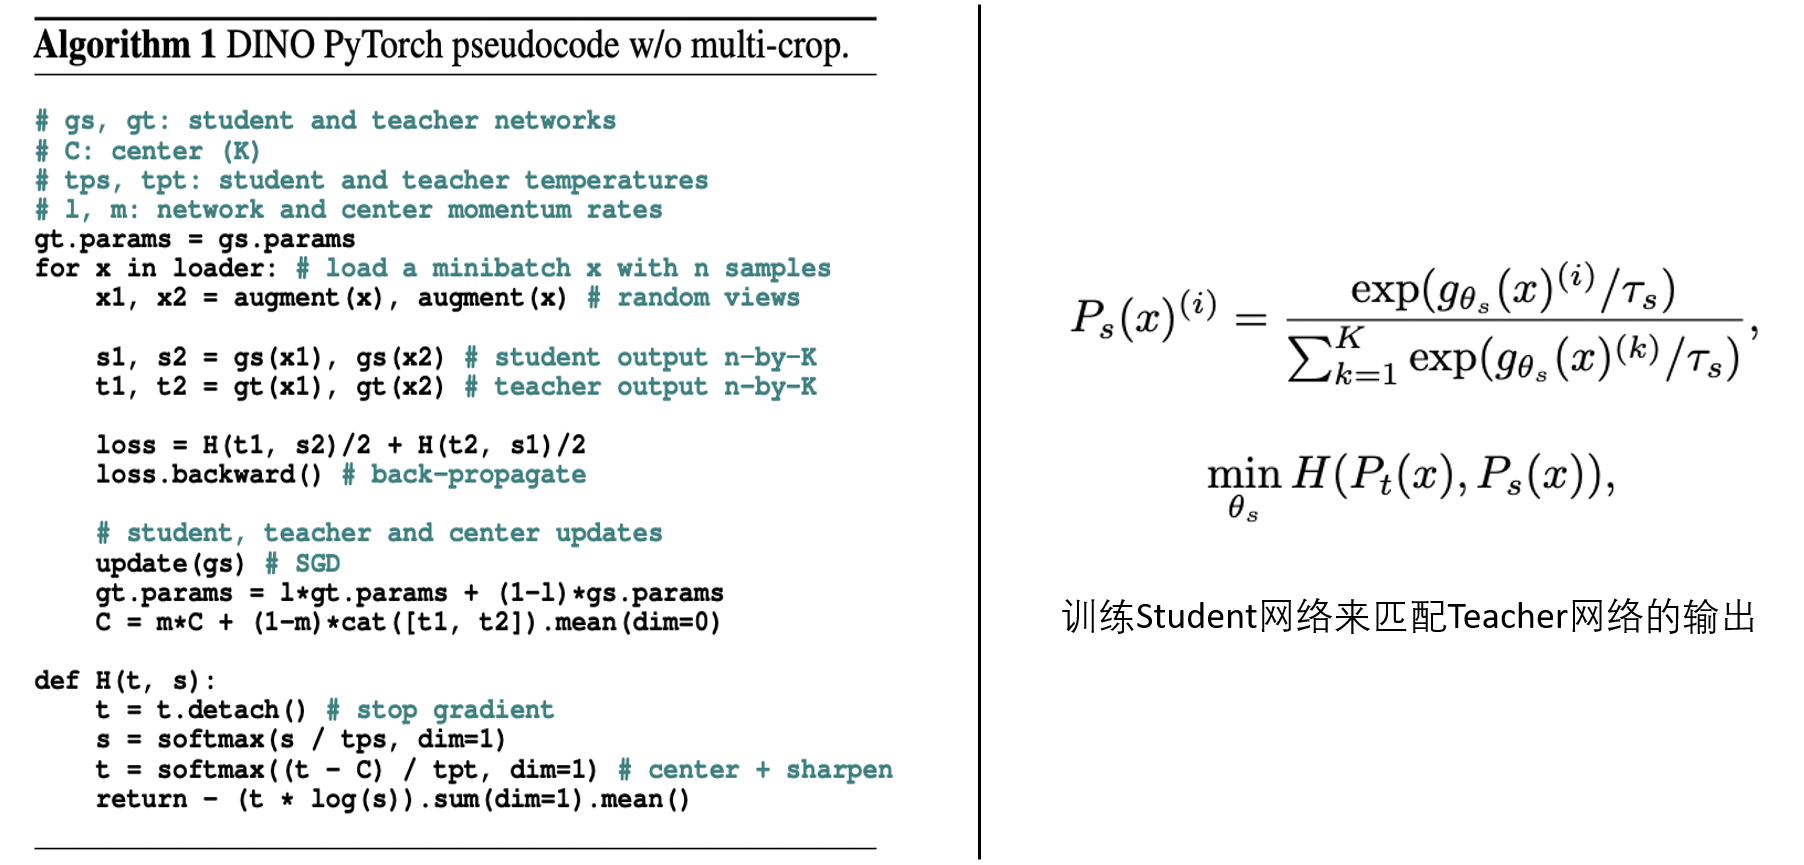 Algorithm 1 DINO PyTorch pseudocode w/o multi-crop.
# gs, gt: student and teacher networks
# C: center (K)
# tps, tpt: student and teacher temperatures
# l, m: network and center momentum rates
gt.params = gs.params
for x in loader: # load a minibatch x with n samples
    x1, x2 = augment(x), augment(x) # random views
    s1, s2 = gs(x1), gs(x2) # student output n-by-K
    t1, t2 = gt(x1), gt(x2) # teacher output n-by-K
    loss = H(t1, s2)/2 + H(t2, s1)/2
    loss.backward() # back-propagate
    # student, teacher and center updates
    update(gs) # SGD
    gt.params = l*gt.params + (1-l)*gs.params
    C = m*C + (1-m)*cat([t1, t2]).mean(dim=0)
def H(t, s):
    t = t.detach() # stop gradient
    s = softmax(s / tps, dim=1)
    t = softmax((t - C) / tpt, dim=1) # center + sharpen
    return - (t * log(s)).sum(dim=1).mean()
P_s(x)^{(i)} = \frac{\exp(g_{\theta_s}(x)^{(i)}/\tau_s)}{\sum_{k=1}^{K} \exp(g_{\theta_s}(x)^{(k)}/\tau_s)},
\min_{\theta_s} H(P_t(x), P_s(x)),
训练Student网络来匹配Teacher网络的输出